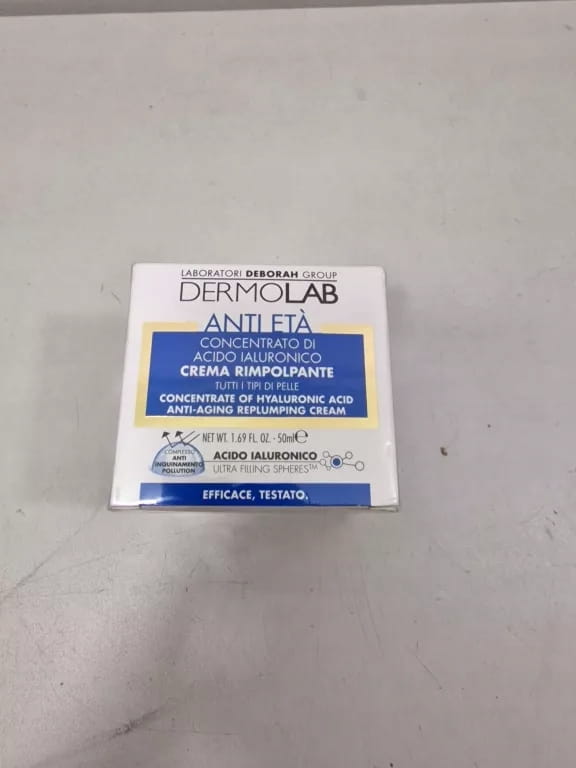 LABORATORI DEBORAH GROUP
DERMOLAB
ANTI ETÀ
CONCENTRATO DI
ACIDO IALURONICO
CREMA RIMPOLPANTE
TUTTI I TIPI DI PELLE
CONCENTRATE OF HYALURONIC ACID
ANTI-AGING REPLUMPING CREAM
NET WT. 1.69 FL. OZ. - 50ml℮
COMPLESSO
ANTI
INQUINAMENTO
POLLUTION
ACIDO IALURONICO
ULTRA FILLING SPHERES™
EFFICACE, TESTATO.